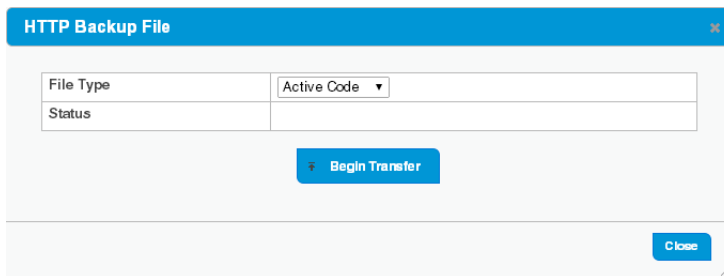 HTTP Backup File
File Type
Active Code
Status
Begin Transfer
Close